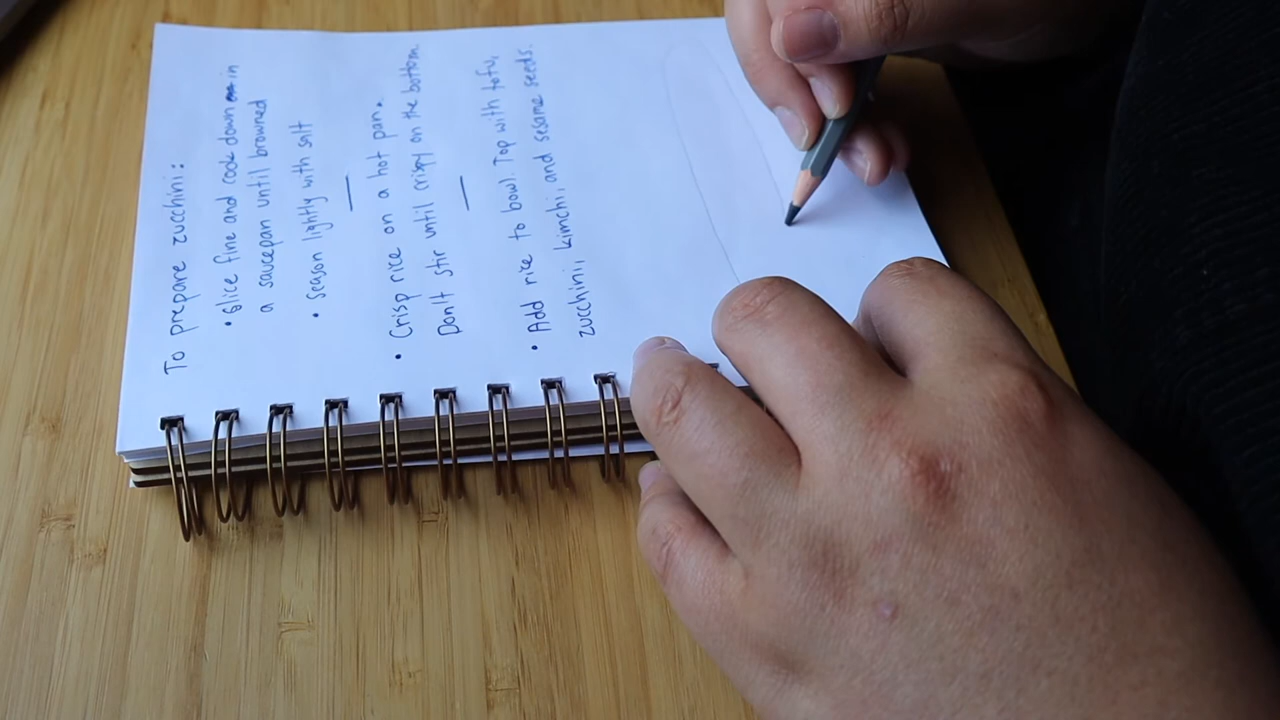 To prepare zucchini:
• Slice fine and cook down in
a saucepan until browned
• season lightly with salt
—
• Crisp rice on a hot pan.
Don't stir until crispy on the bottom.
—
• Add rice to bowl. Top with tofu,
zucchini, kimchi, and sesame seeds.